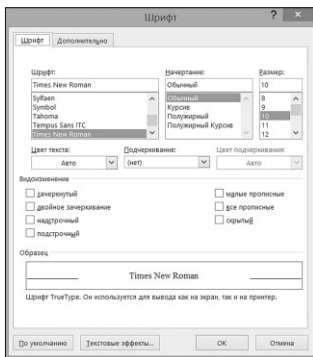 Шрифт ? ×
Шрифт Дополнительно
Шрифт: Начертание: Размер:
Times New Roman Обычный 10
Sylfaen Обычный 8
Symbol Курсив 9
Tahoma Полужирный 10
Tempus Sans ITC Полужирный Курсив 11
Times New Roman 12
Цвет текста: Подчеркивание: Цвет подчеркивания:
Авто (нет) Авто
Видоизменение
зачеркнутый малые прописные
двойное зачеркивание все прописные
надстрочный скрытый
подстрочный
Образец
Times New Roman
Шрифт TrueType. Он используется для вывода как на экран, так и на принтер.
По умолчанию Текстовые эффекты... ОК Отмена